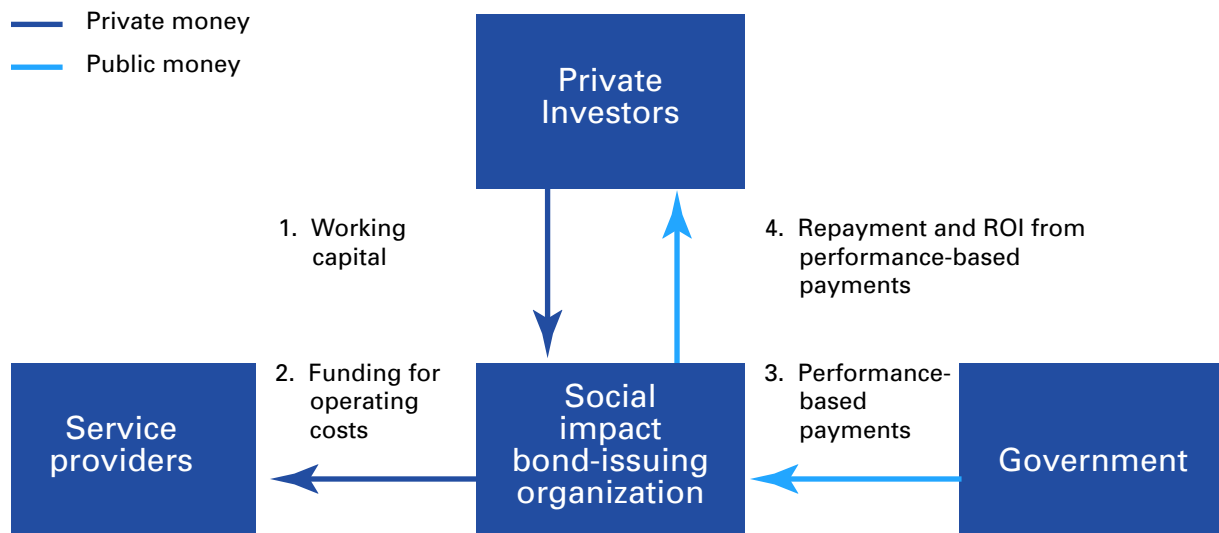 Private money
Public money
Private
Investors
1. Working
capital
4. Repayment and ROI from
performance-based
payments
Service
providers
2. Funding for
operating
costs
Social
impact
bond-issuing
organization
3. Performance-
based
payments
Government